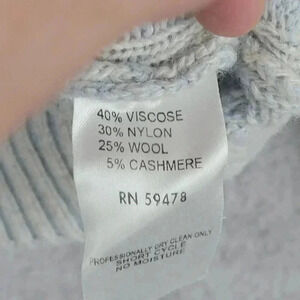 40% VISCOSE
30% NYLON
25% WOOL
5% CASHMERE
RN 59478
PROFESSIONALLY DRY CLEAN ONLY
SHORT CYCLE
NO MOISTURE